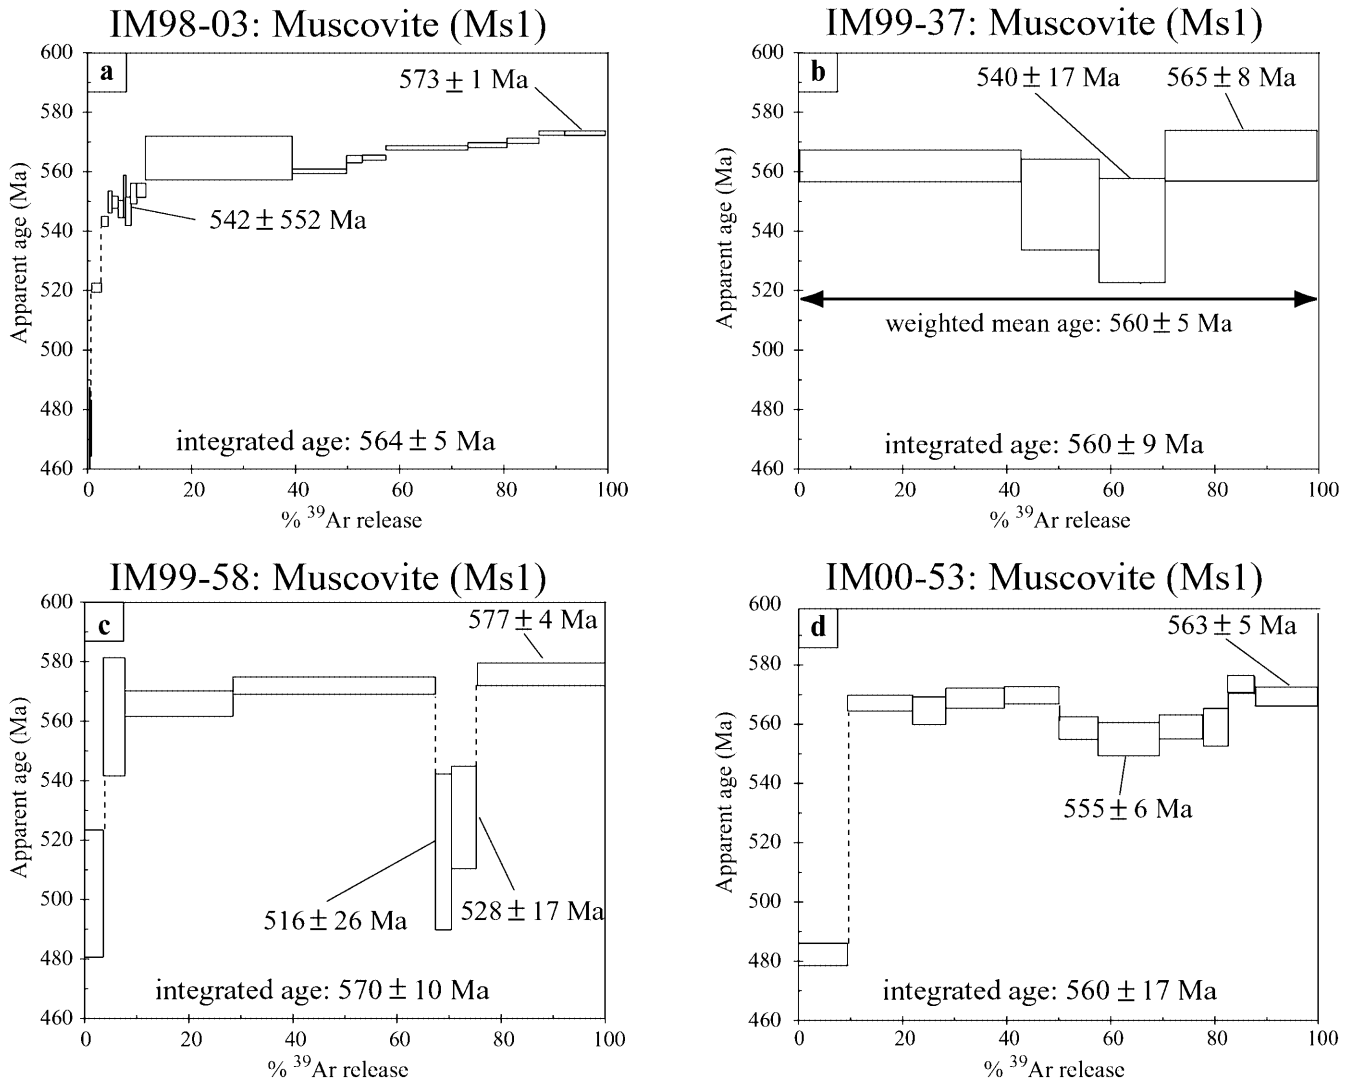 IM98-03: Muscovite (Ms1)
a
600
580
560
540
520
500
480
460
Apparent age (Ma)
573 ± 1 Ma
542 ± 552 Ma
integrated age: 564 ± 5 Ma
0 20 40 60 80 100
% ³⁹Ar release
IM99-37: Muscovite (Ms1)
b
600
580
560
540
520
500
480
460
Apparent age (Ma)
540 ± 17 Ma 565 ± 8 Ma
weighted mean age: 560 ± 5 Ma
integrated age: 560 ± 9 Ma
0 20 40 60 80 100
% ³⁹Ar release
IM99-58: Muscovite (Ms1)
c
600
580
560
540
520
500
480
460
Apparent age (Ma)
577 ± 4 Ma
516 ± 26 Ma 528 ± 17 Ma
integrated age: 570 ± 10 Ma
0 20 40 60 80 100
% ³⁹Ar release
IM00-53: Muscovite (Ms1)
d
600
580
560
540
520
500
480
460
Apparent age (Ma)
563 ± 5 Ma
555 ± 6 Ma
integrated age: 560 ± 17 Ma
0 20 40 60 80 100
% ³⁹Ar release